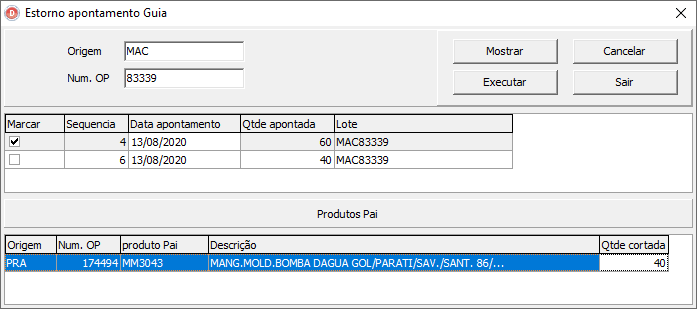 Estorno apontamento Guia
Origem MAC Mostrar Cancelar
Num. OP 83339 Executar Sair
Marcar Sequencia Data apontamento Qtde apontada Lote
4 13/08/2020 60 MAC83339
6 13/08/2020 40 MAC83339
Produtos Pai
Origem Num. OP produto Pai Descrição Qtde cortada
PRA 174494 MM3043 MANG.MOLD.BOMBA DAGUA GOL/PARATI/SAV./SANT. 86/... 40